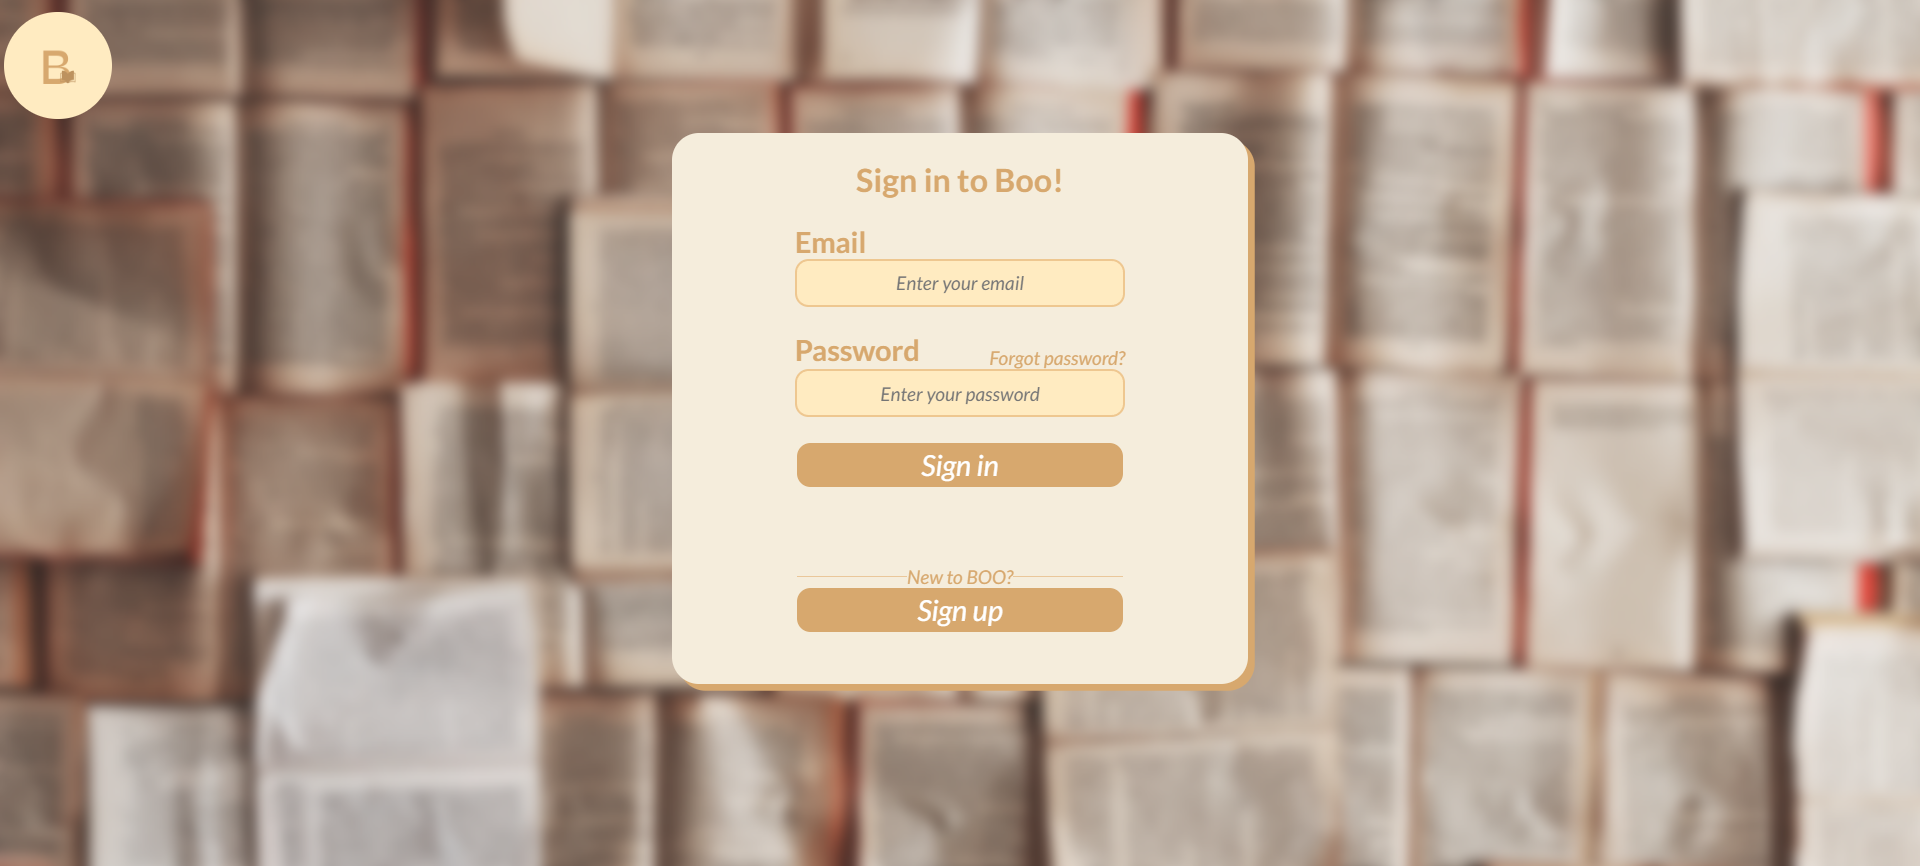 B
Sign in to Boo!
Email
Enter your email
Password
Forgot password?
Enter your password
Sign in
New to BOO?
Sign up